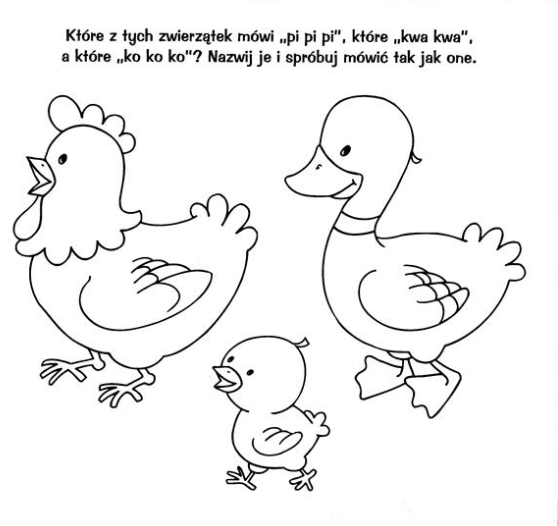 Które z tych zwierzątek mówi „pi pi pi”, które „kwa kwa”,
a które „ko ko ko”? Nazwij je i spróbuj mówić tak jak one.